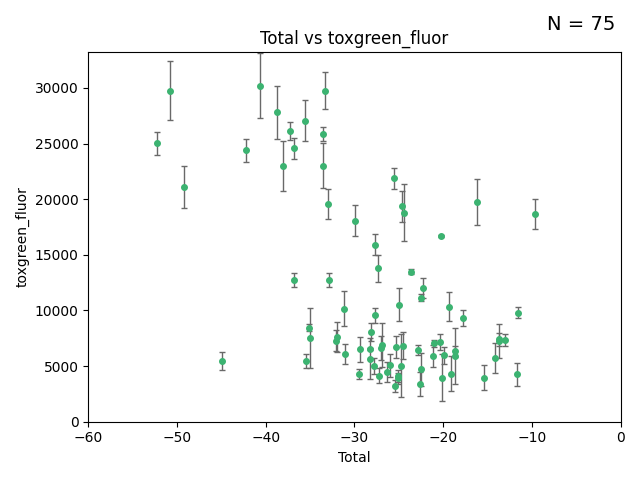 N = 75
Total vs toxgreen_fluor
toxgreen_fluor
30000
25000
20000
15000
10000
5000
0
−60 −50 −40 −30 −20 −10 0
Total